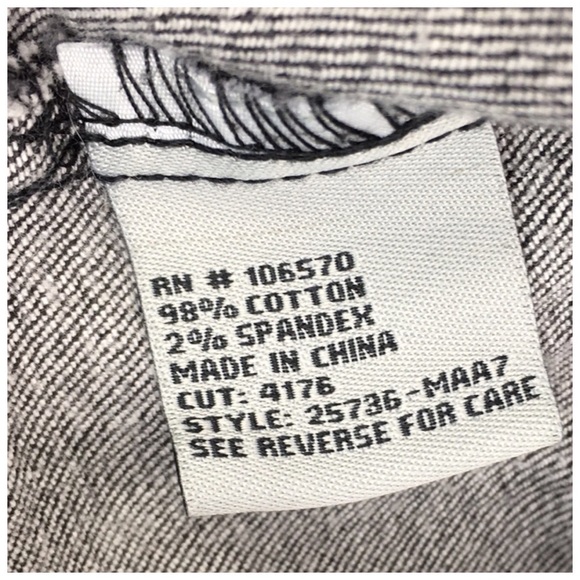 RN # 106570
98% COTTON
2% SPANDEX
MADE IN CHINA
CUT: 4176
STYLE: 25736-MAA7
SEE REVERSE FOR CARE